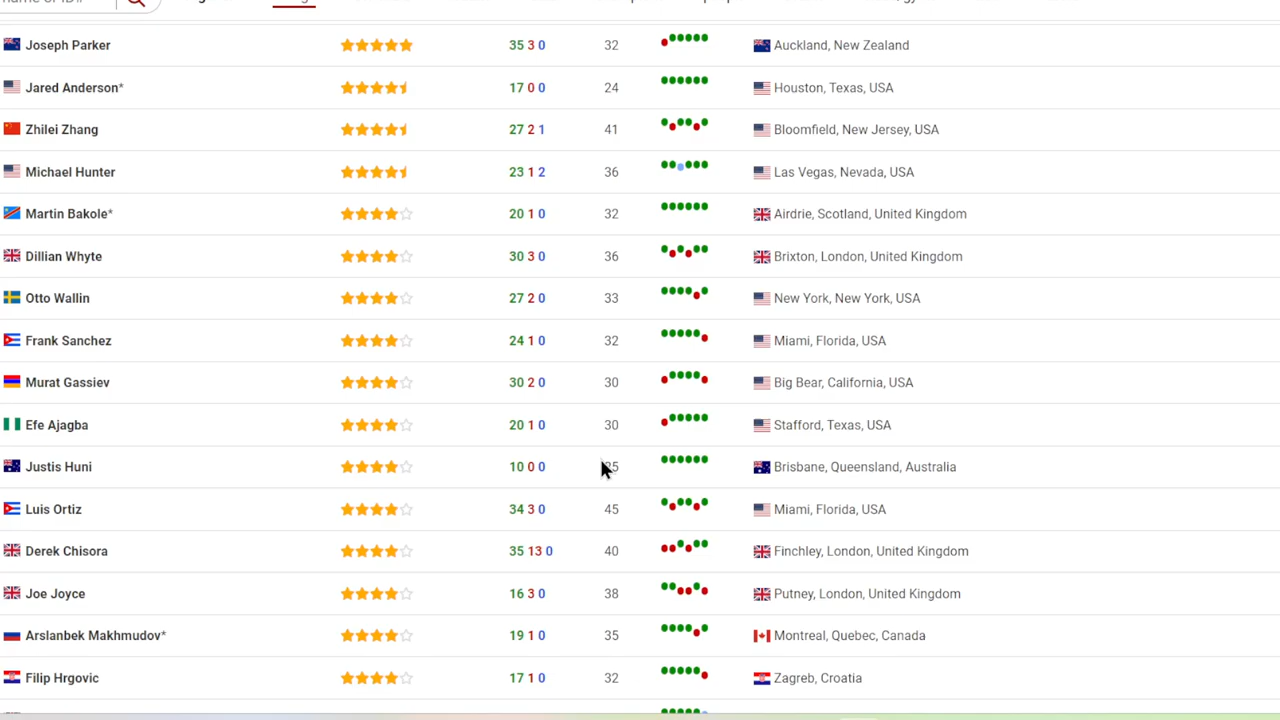 Joseph Parker 35 3 0 32 Auckland, New Zealand
Jared Anderson* 17 0 0 24 Houston, Texas, USA
Zhilei Zhang 27 2 1 41 Bloomfield, New Jersey, USA
Michael Hunter 23 1 2 36 Las Vegas, Nevada, USA
Martin Bakole* 20 1 0 32 Airdrie, Scotland, United Kingdom
Dillian Whyte 30 3 0 36 Brixton, London, United Kingdom
Otto Wallin 27 2 0 33 New York, New York, USA
Frank Sanchez 24 1 0 32 Miami, Florida, USA
Murat Gassiev 30 2 0 30 Big Bear, California, USA
Efe Ajagba 20 1 0 30 Stafford, Texas, USA
Justis Huni 10 0 0 Brisbane, Queensland, Australia
Luis Ortiz 34 3 0 45 Miami, Florida, USA
Derek Chisora 35 13 0 40 Finchley, London, United Kingdom
Joe Joyce 16 3 0 38 Putney, London, United Kingdom
Arslanbek Makhmudov* 19 1 0 35 Montreal, Quebec, Canada
Filip Hrgovic 17 1 0 32 Zagreb, Croatia